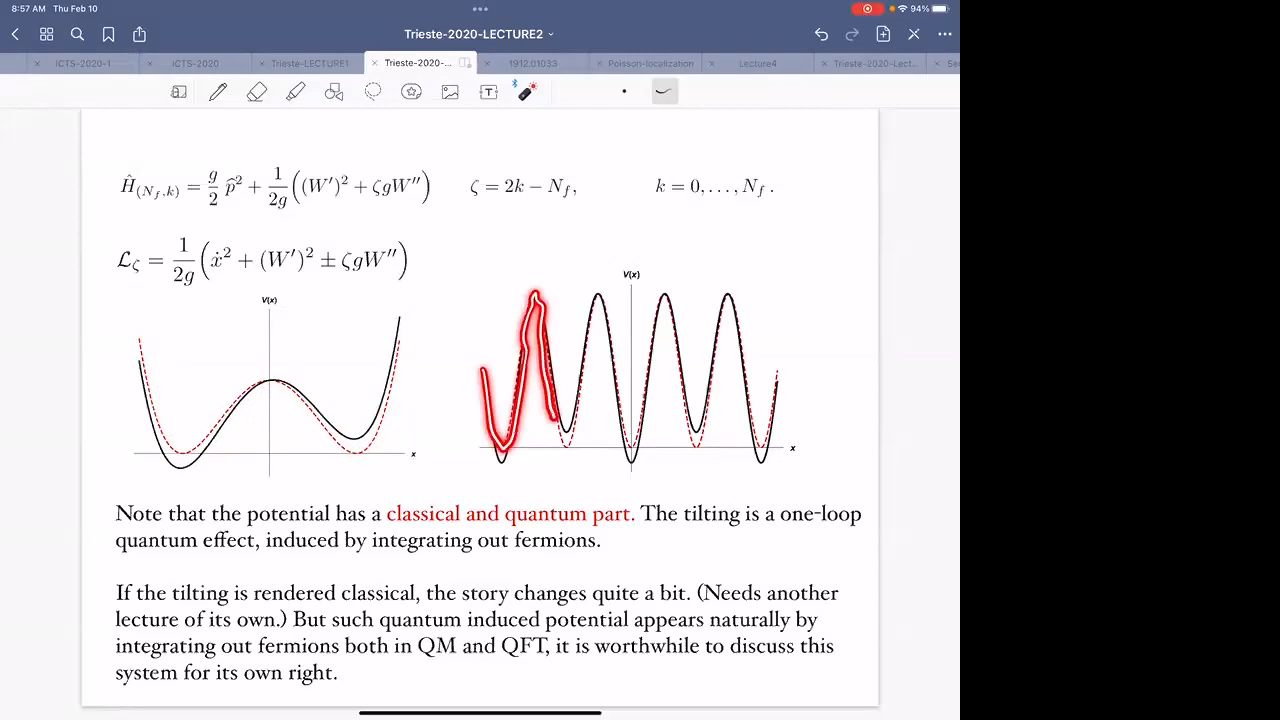 8:57 AM Thu Feb 10
94%
Trieste-2020-LECTURE2
ICTS-2020-1
ICTS-2020
Trieste-LECTURE1
Trieste-2020-...
1912.01033
Poisson-localization
Lecture4
Trieste-2020-Lect...
Se
T
Ĥ_(N_f,k) = g/2 p̂² + 1/2g ((W′)² + ζgW″)    ζ = 2k − N_f,    k = 0, . . . , N_f .
ℒ_ζ = 1/2g (ẋ² + (W′)² ± ζgW″)
V(x)
x
V(x)
x
Note that the potential has a classical and quantum part. The tilting is a one-loop
quantum effect, induced by integrating out fermions.
If the tilting is rendered classical, the story changes quite a bit. (Needs another
lecture of its own.) But such quantum induced potential appears naturally by
integrating out fermions both in QM and QFT, it is worthwhile to discuss this
system for its own right.